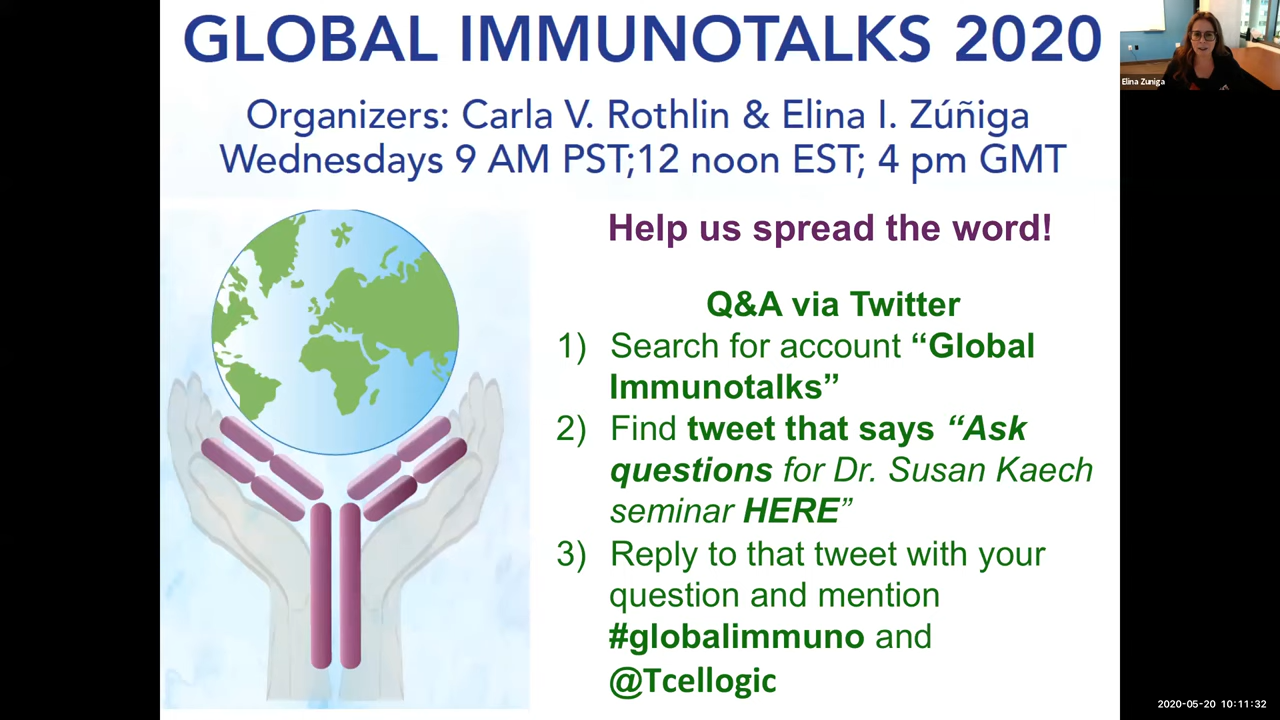 GLOBAL IMMUNOTALKS 2020
Elina Zuniga
Organizers: Carla V. Rothlin & Elina I. Zúñiga
Wednesdays 9 AM PST;12 noon EST; 4 pm GMT
Help us spread the word!
Q&A via Twitter
1) Search for account “Global
Immunotalks”
2) Find tweet that says “Ask
questions for Dr. Susan Kaech
seminar HERE”
3) Reply to that tweet with your
question and mention
#globalimmuno and
@Tcellogic
2020-05-20 10:11:32